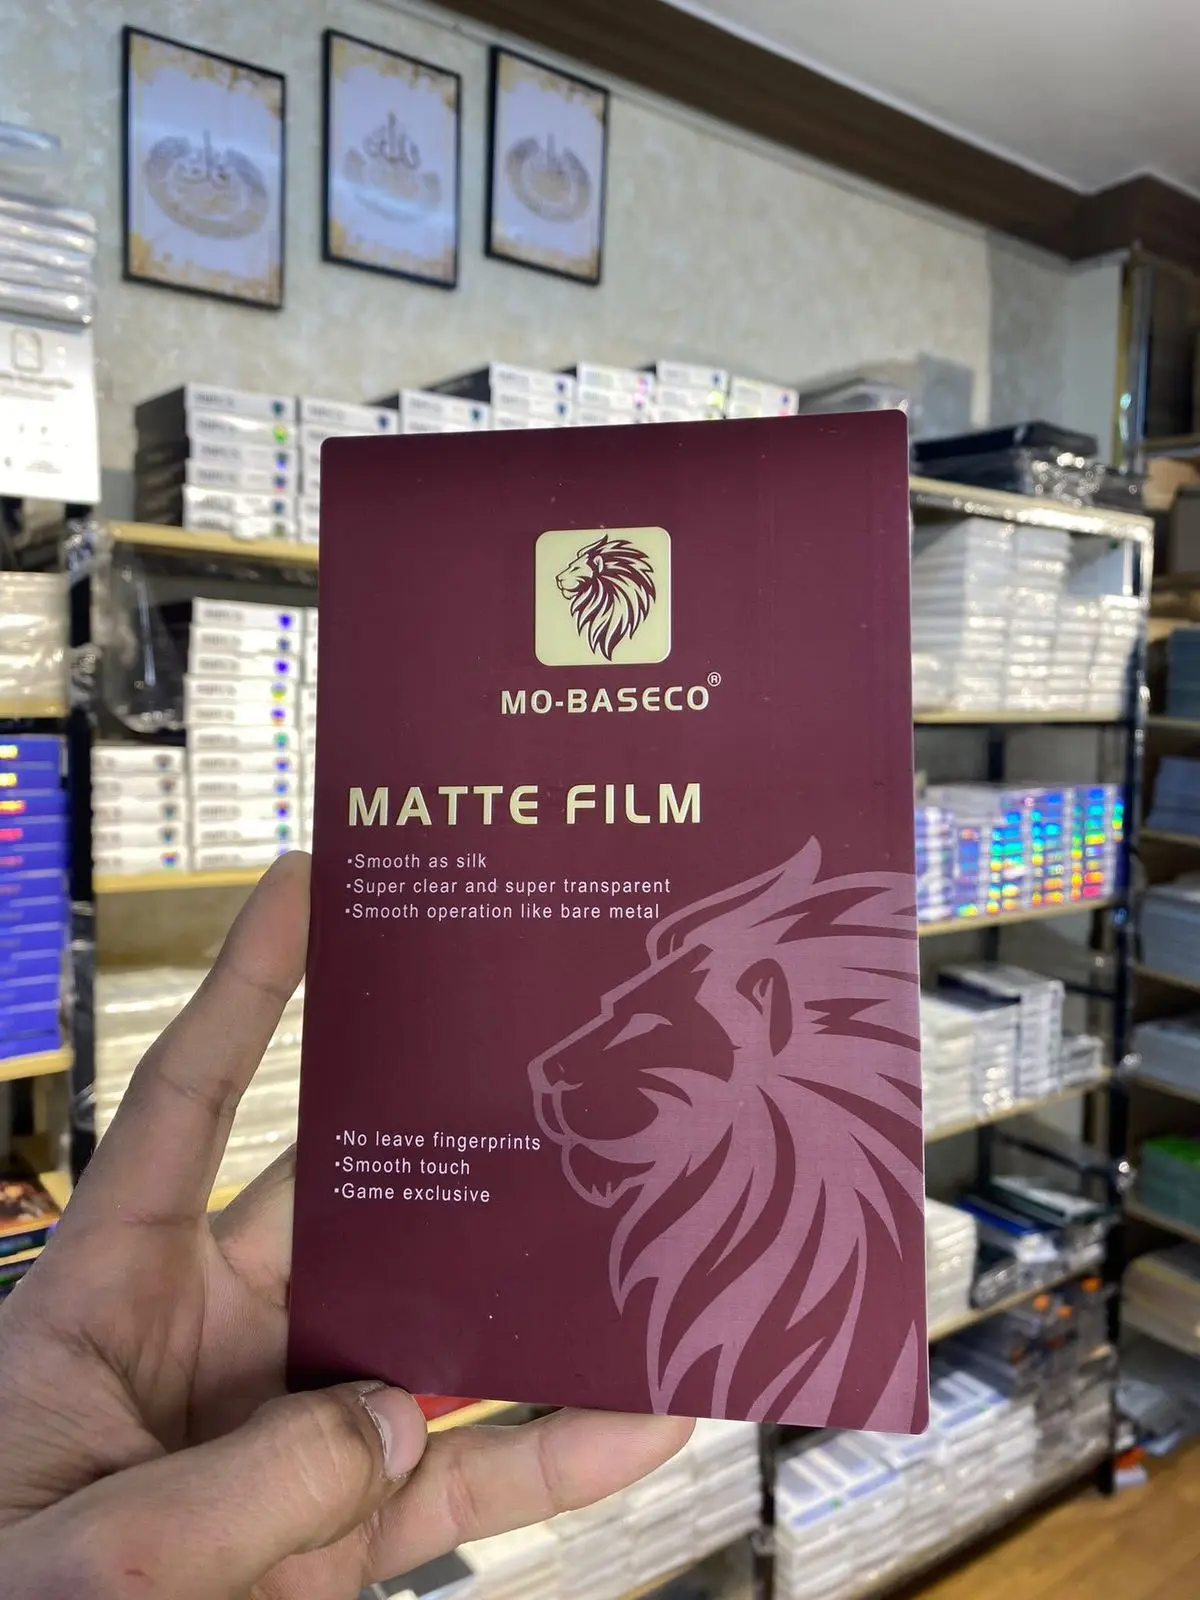 MO-BASECO®
MATTE FILM
·Smooth as silk
·Super clear and super transparent
·Smooth operation like bare metal
·No leave fingerprints
·Smooth touch
·Game exclusive